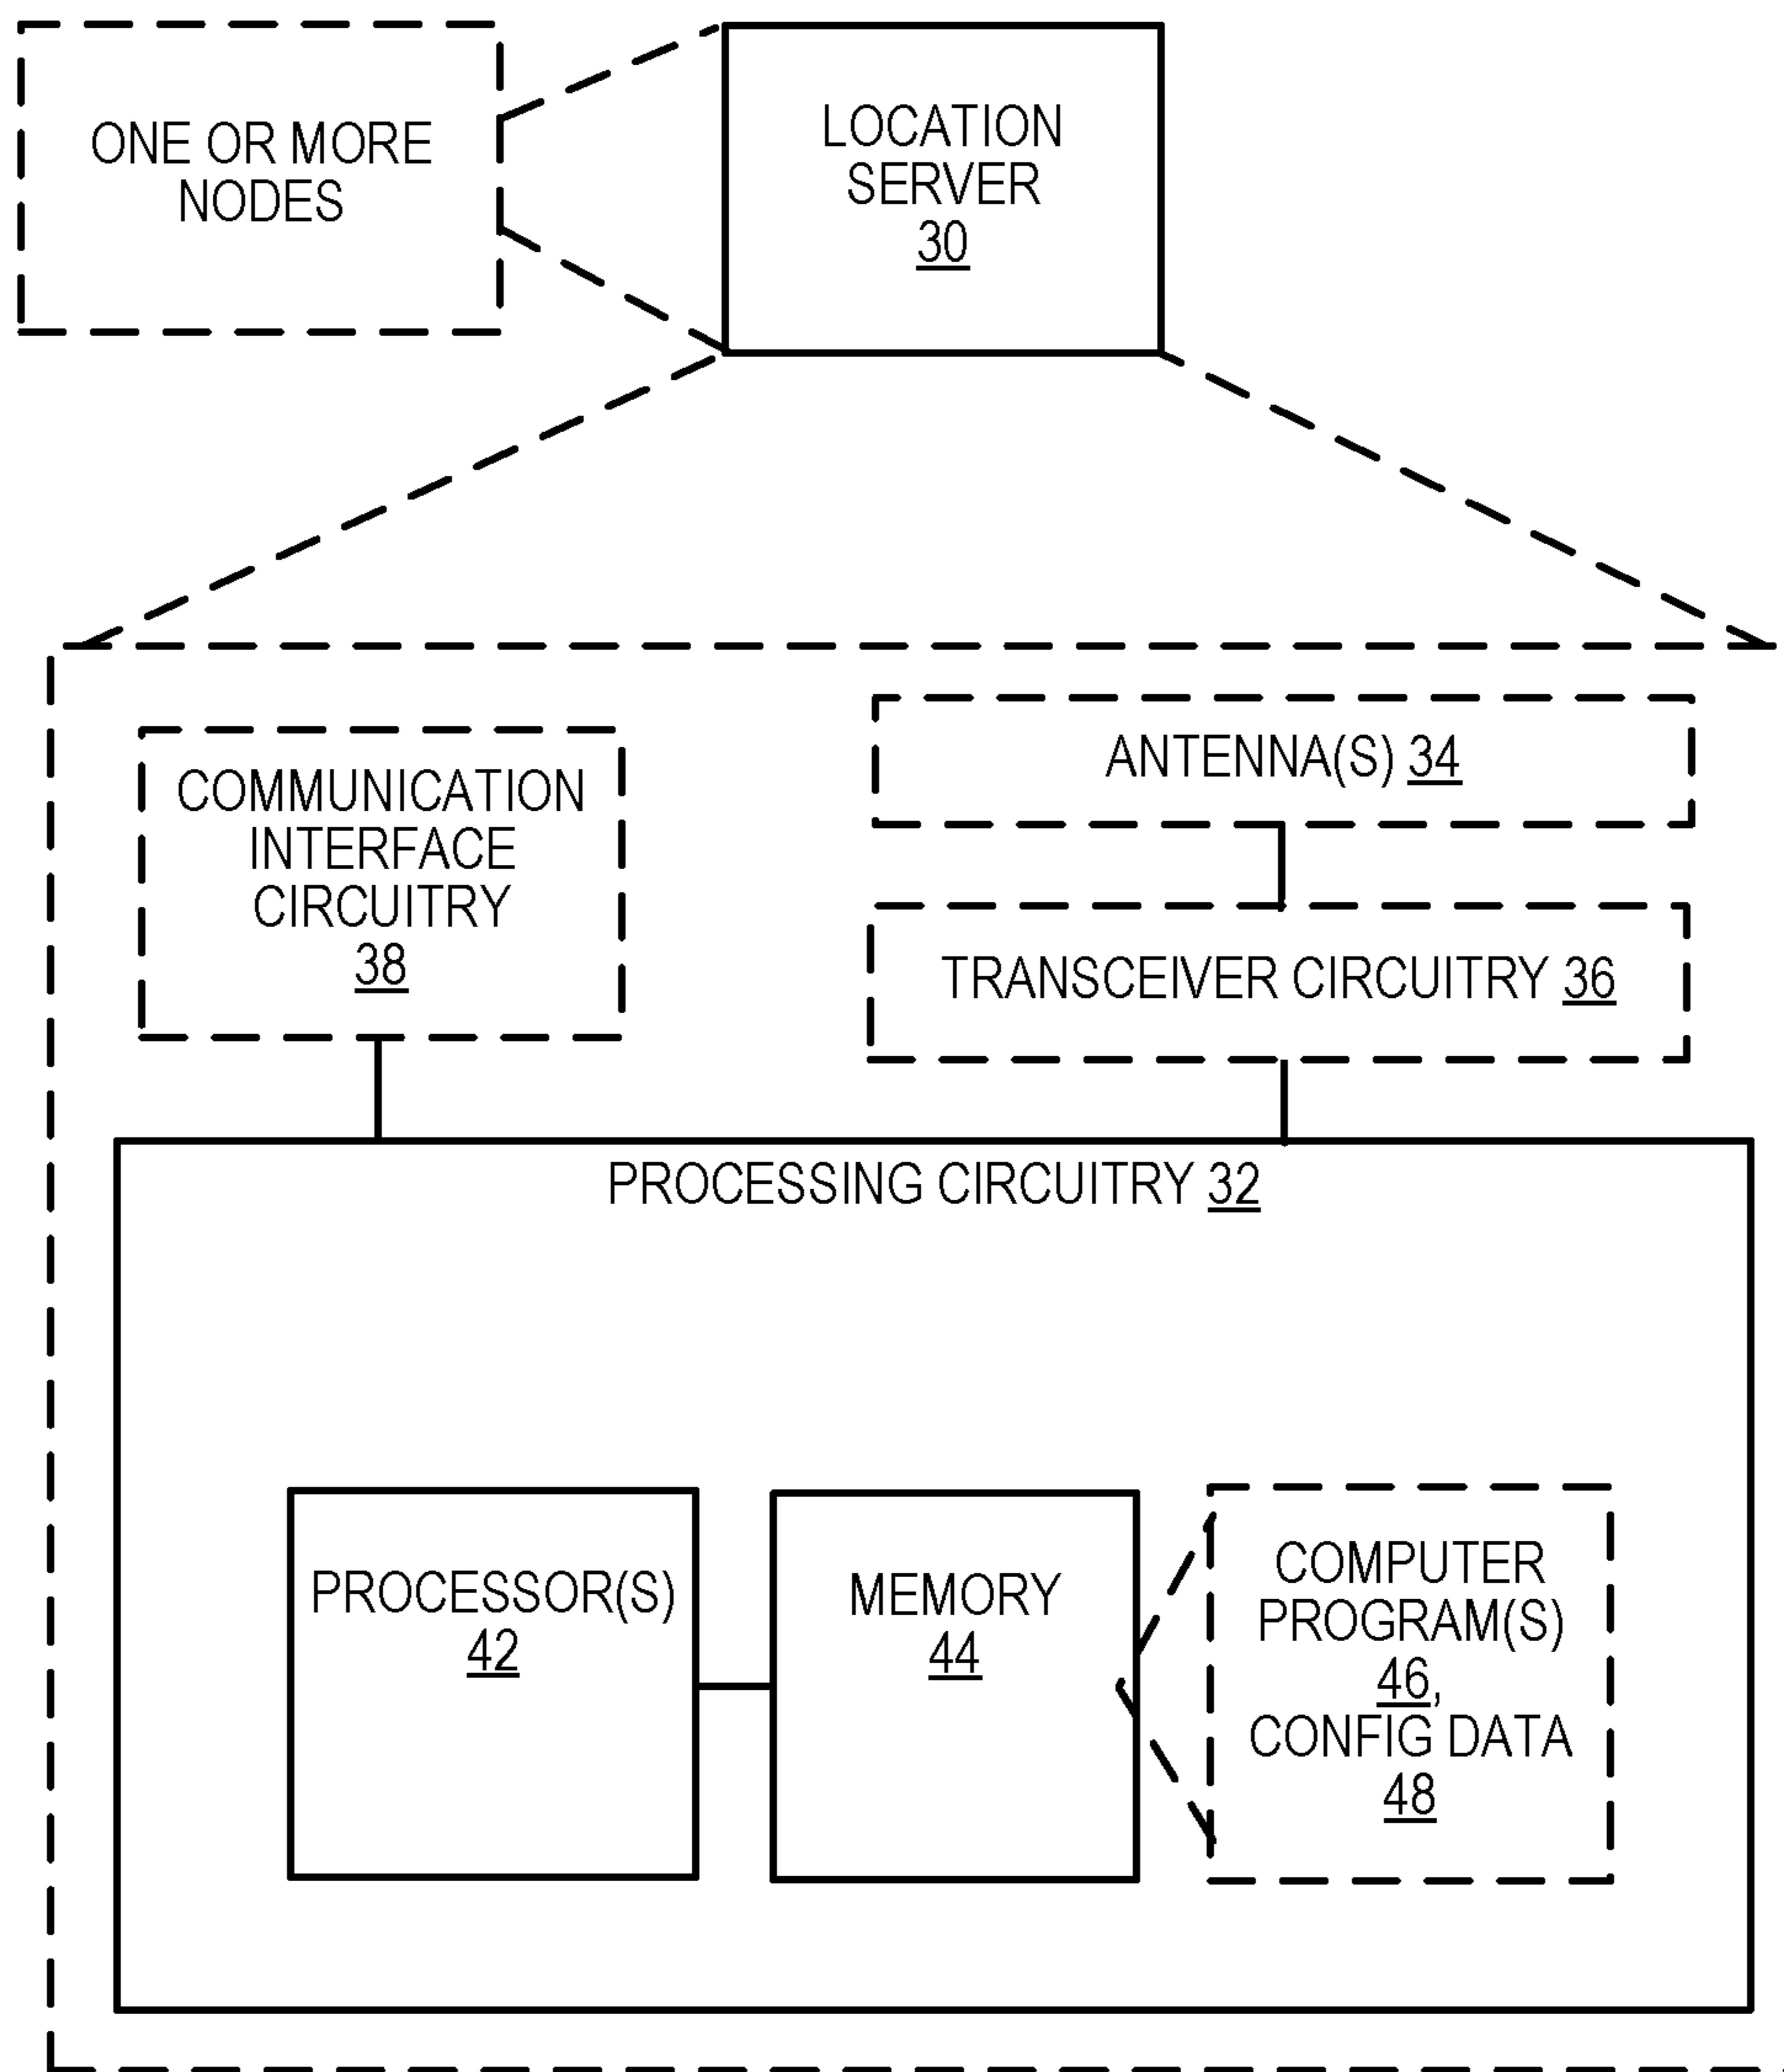 ONE OR MORE
NODES
LOCATION
SERVER
30
COMMUNICATION
INTERFACE
CIRCUITRY
38
ANTENNA(S) 34
TRANSCEIVER CIRCUITRY 36
PROCESSING CIRCUITRY 32
PROCESSOR(S)
42
MEMORY
44
COMPUTER
PROGRAM(S)
46,
CONFIG DATA
48